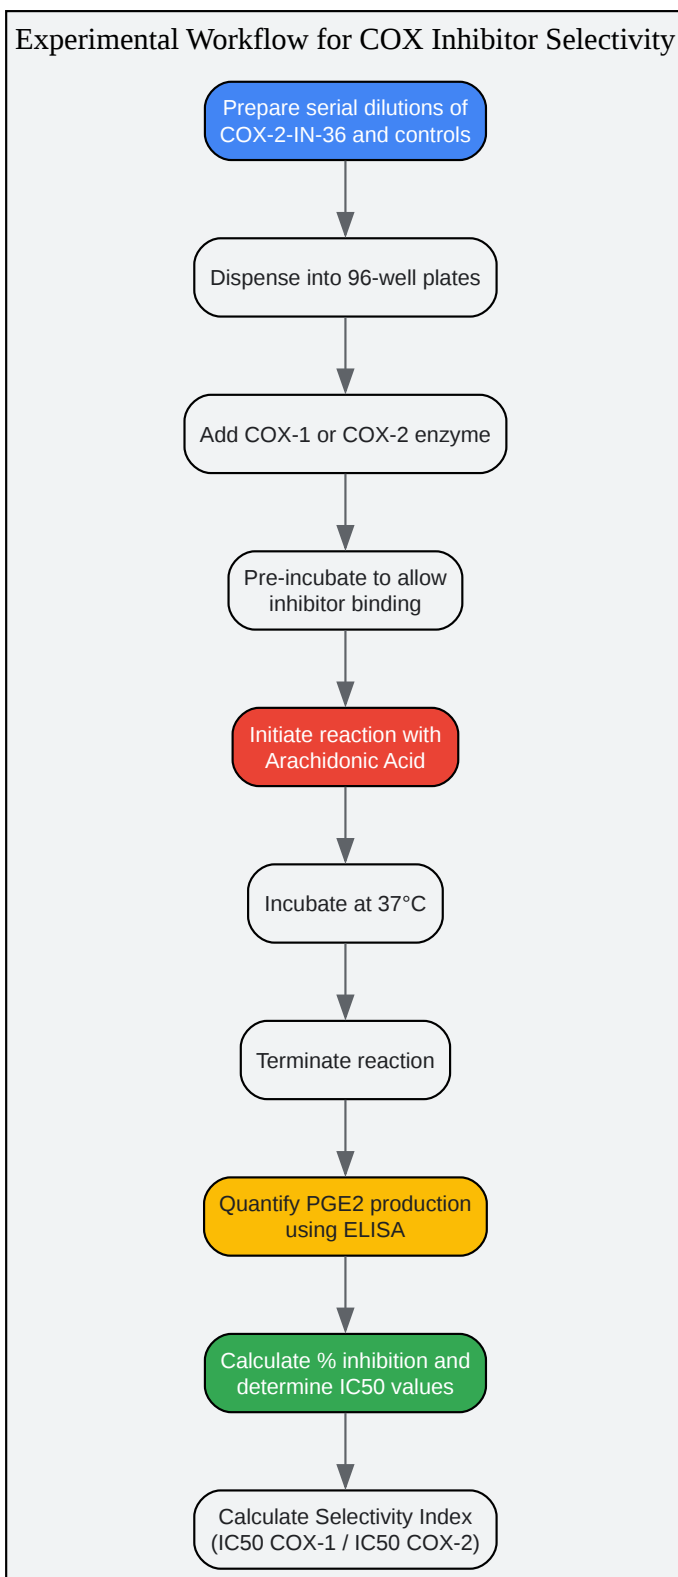 Experimental Workflow for COX Inhibitor Selectivity
Prepare serial dilutions of
COX-2-IN-36 and controls
Dispense into 96-well plates
Add COX-1 or COX-2 enzyme
Pre-incubate to allow
inhibitor binding
Initiate reaction with
Arachidonic Acid
Incubate at 37°C
Terminate reaction
Quantify PGE2 production
using ELISA
Calculate % inhibition and
determine IC50 values
Calculate Selectivity Index
(IC50 COX-1 / IC50 COX-2)